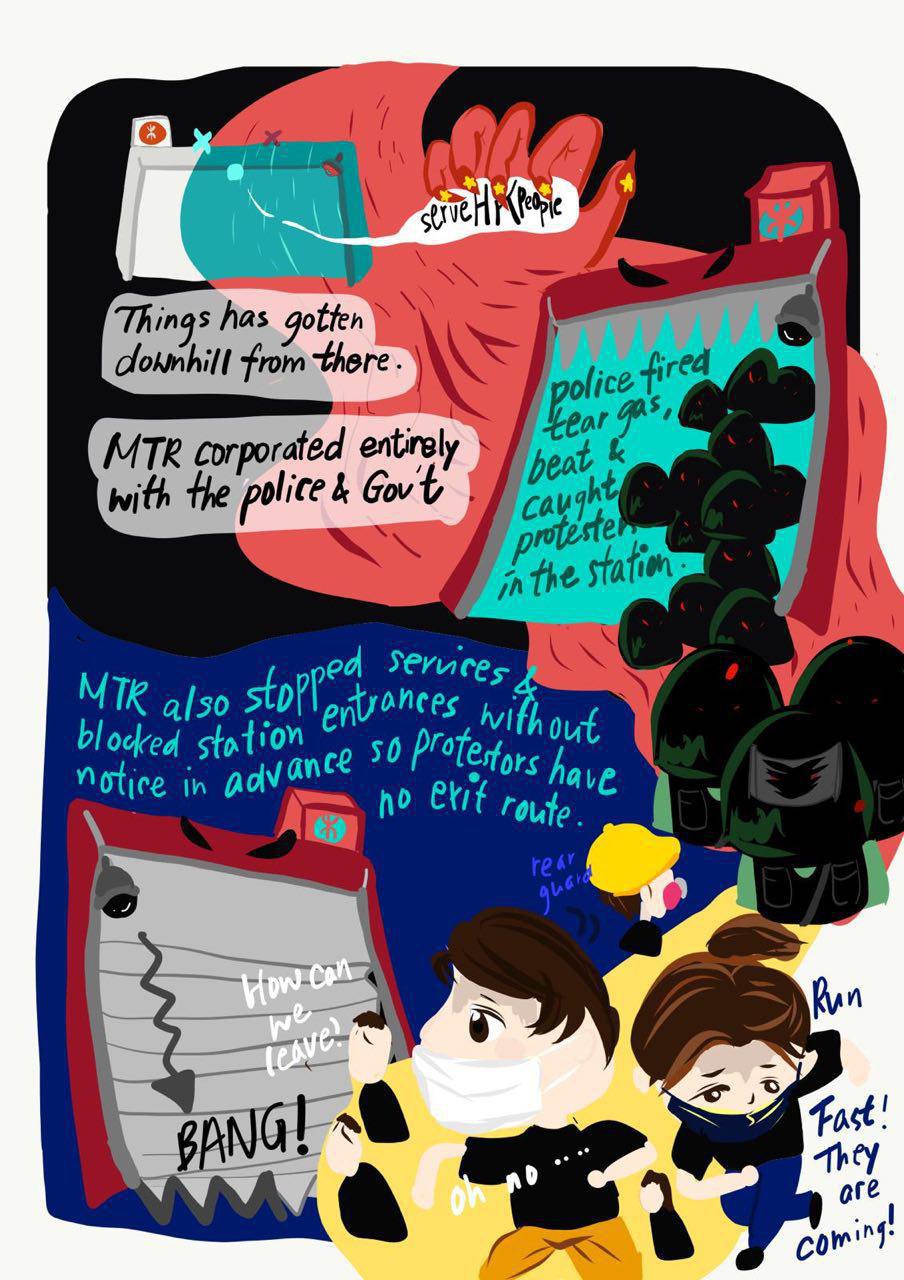 serve HK People
Things has gotten
downhill from there.
MTR corporated entirely
with the police & Gov't
police fired
tear gas,
beat &
caught
protester
in the station.
MTR also stopped services &
blocked station entrances without
notice in advance so protestors have
no exit route.
rear
guard
How can
we
leave?
BANG!
oh no ....
Run
Fast!
They
are
coming!